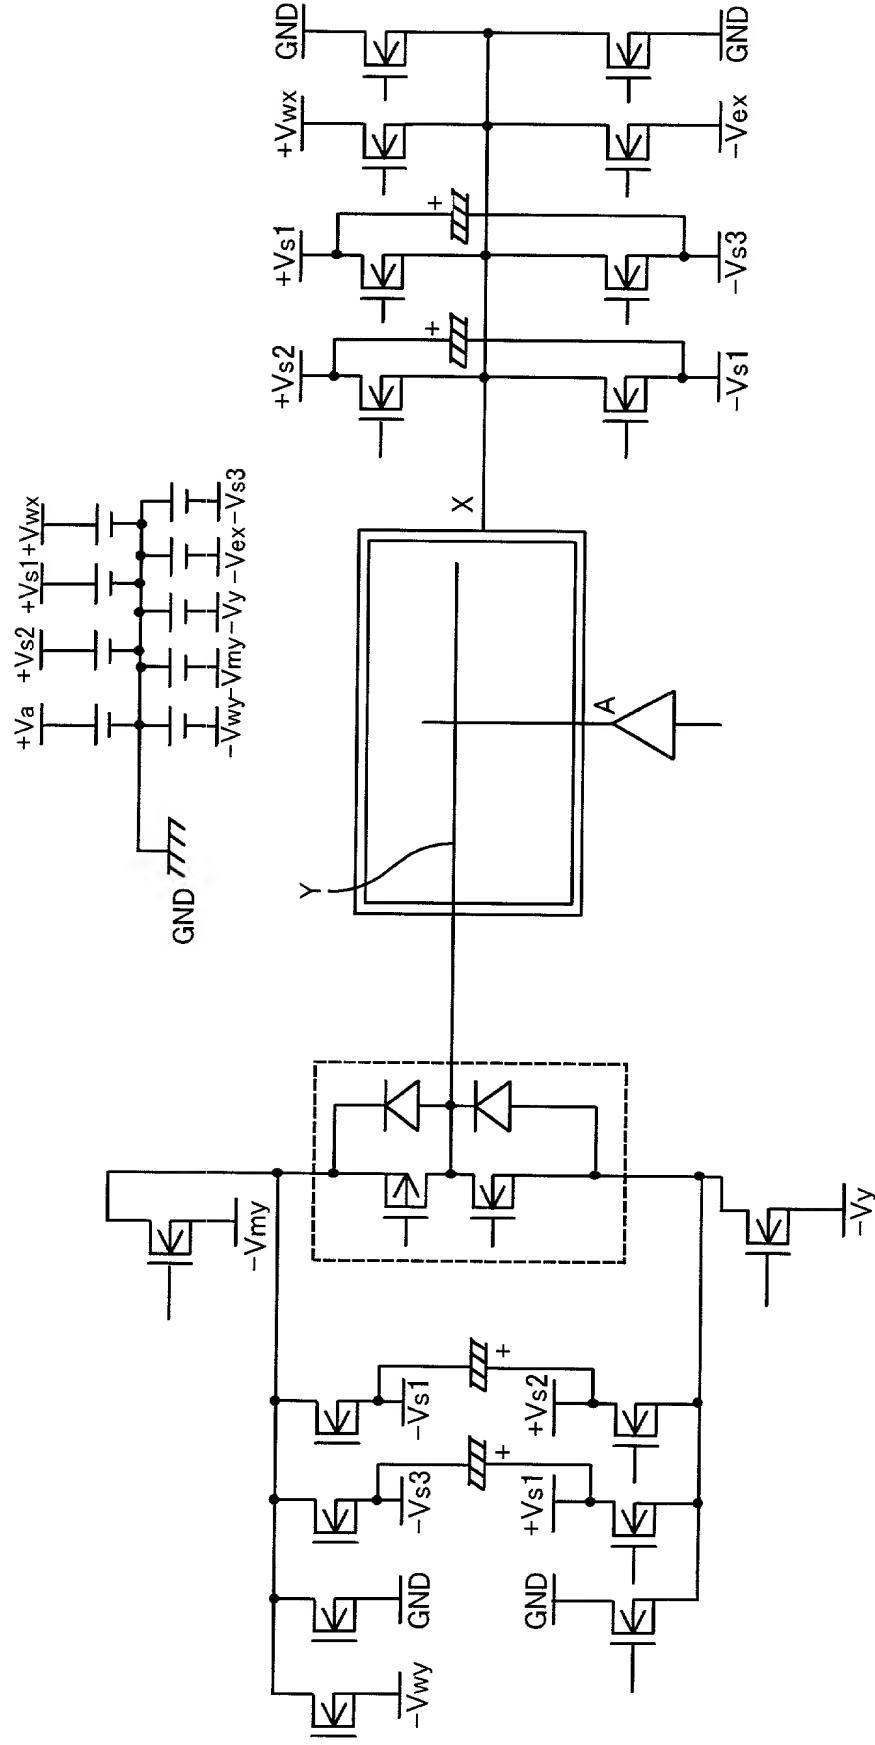 GND
GND
+Vwx
-Vex
+
+Vs1
-Vs3
+
+Vs2
-Vs1
+Va
+Vs2
+Vs1
+Vwx
-Vwy
-Vmy
-Vy
-Vex
-Vs3
GND
X
A
Y
-Vmy
-Vy
-Vs1
+
+Vs2
-Vs3
+
+Vs1
GND
GND
-Vwy